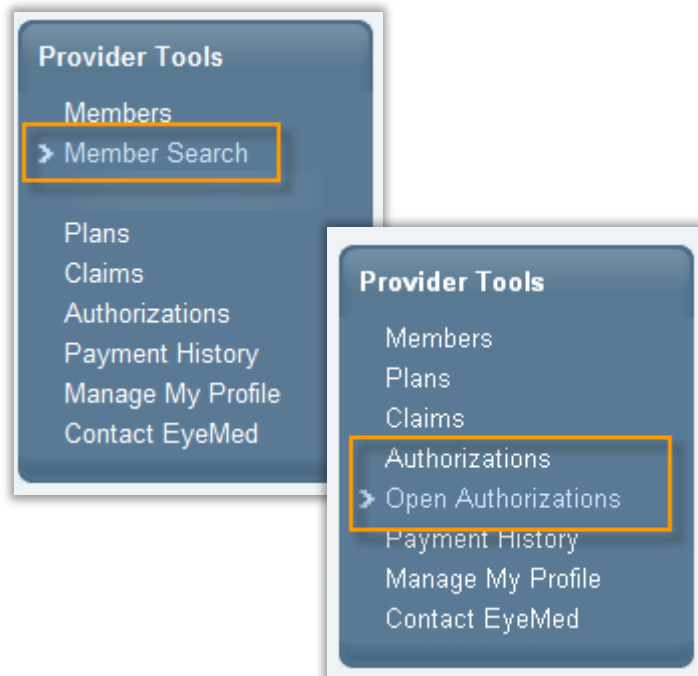 Provider Tools
Members
Member Search
Plans
Claims
Authorizations
Payment History
Manage My Profile
Contact EyeMed
Provider Tools
Members
Plans
Claims
Authorizations
Open Authorizations
Payment History
Manage My Profile
Contact EyeMed